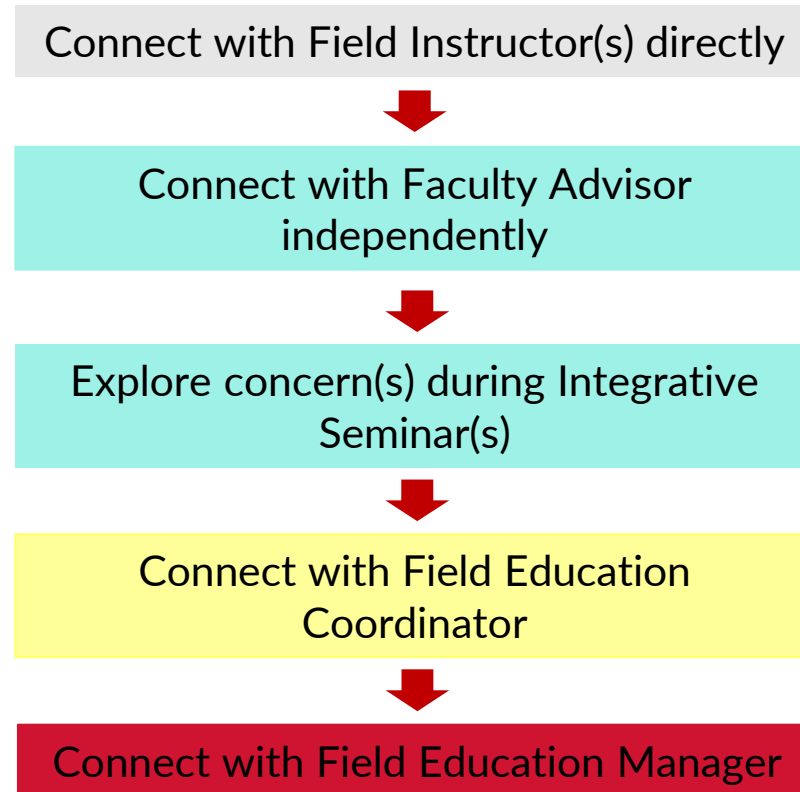 Connect with Field Instructor(s) directly
Connect with Faculty Advisor
independently
Explore concern(s) during Integrative
Seminar(s)
Connect with Field Education
Coordinator
Connect with Field Education Manager